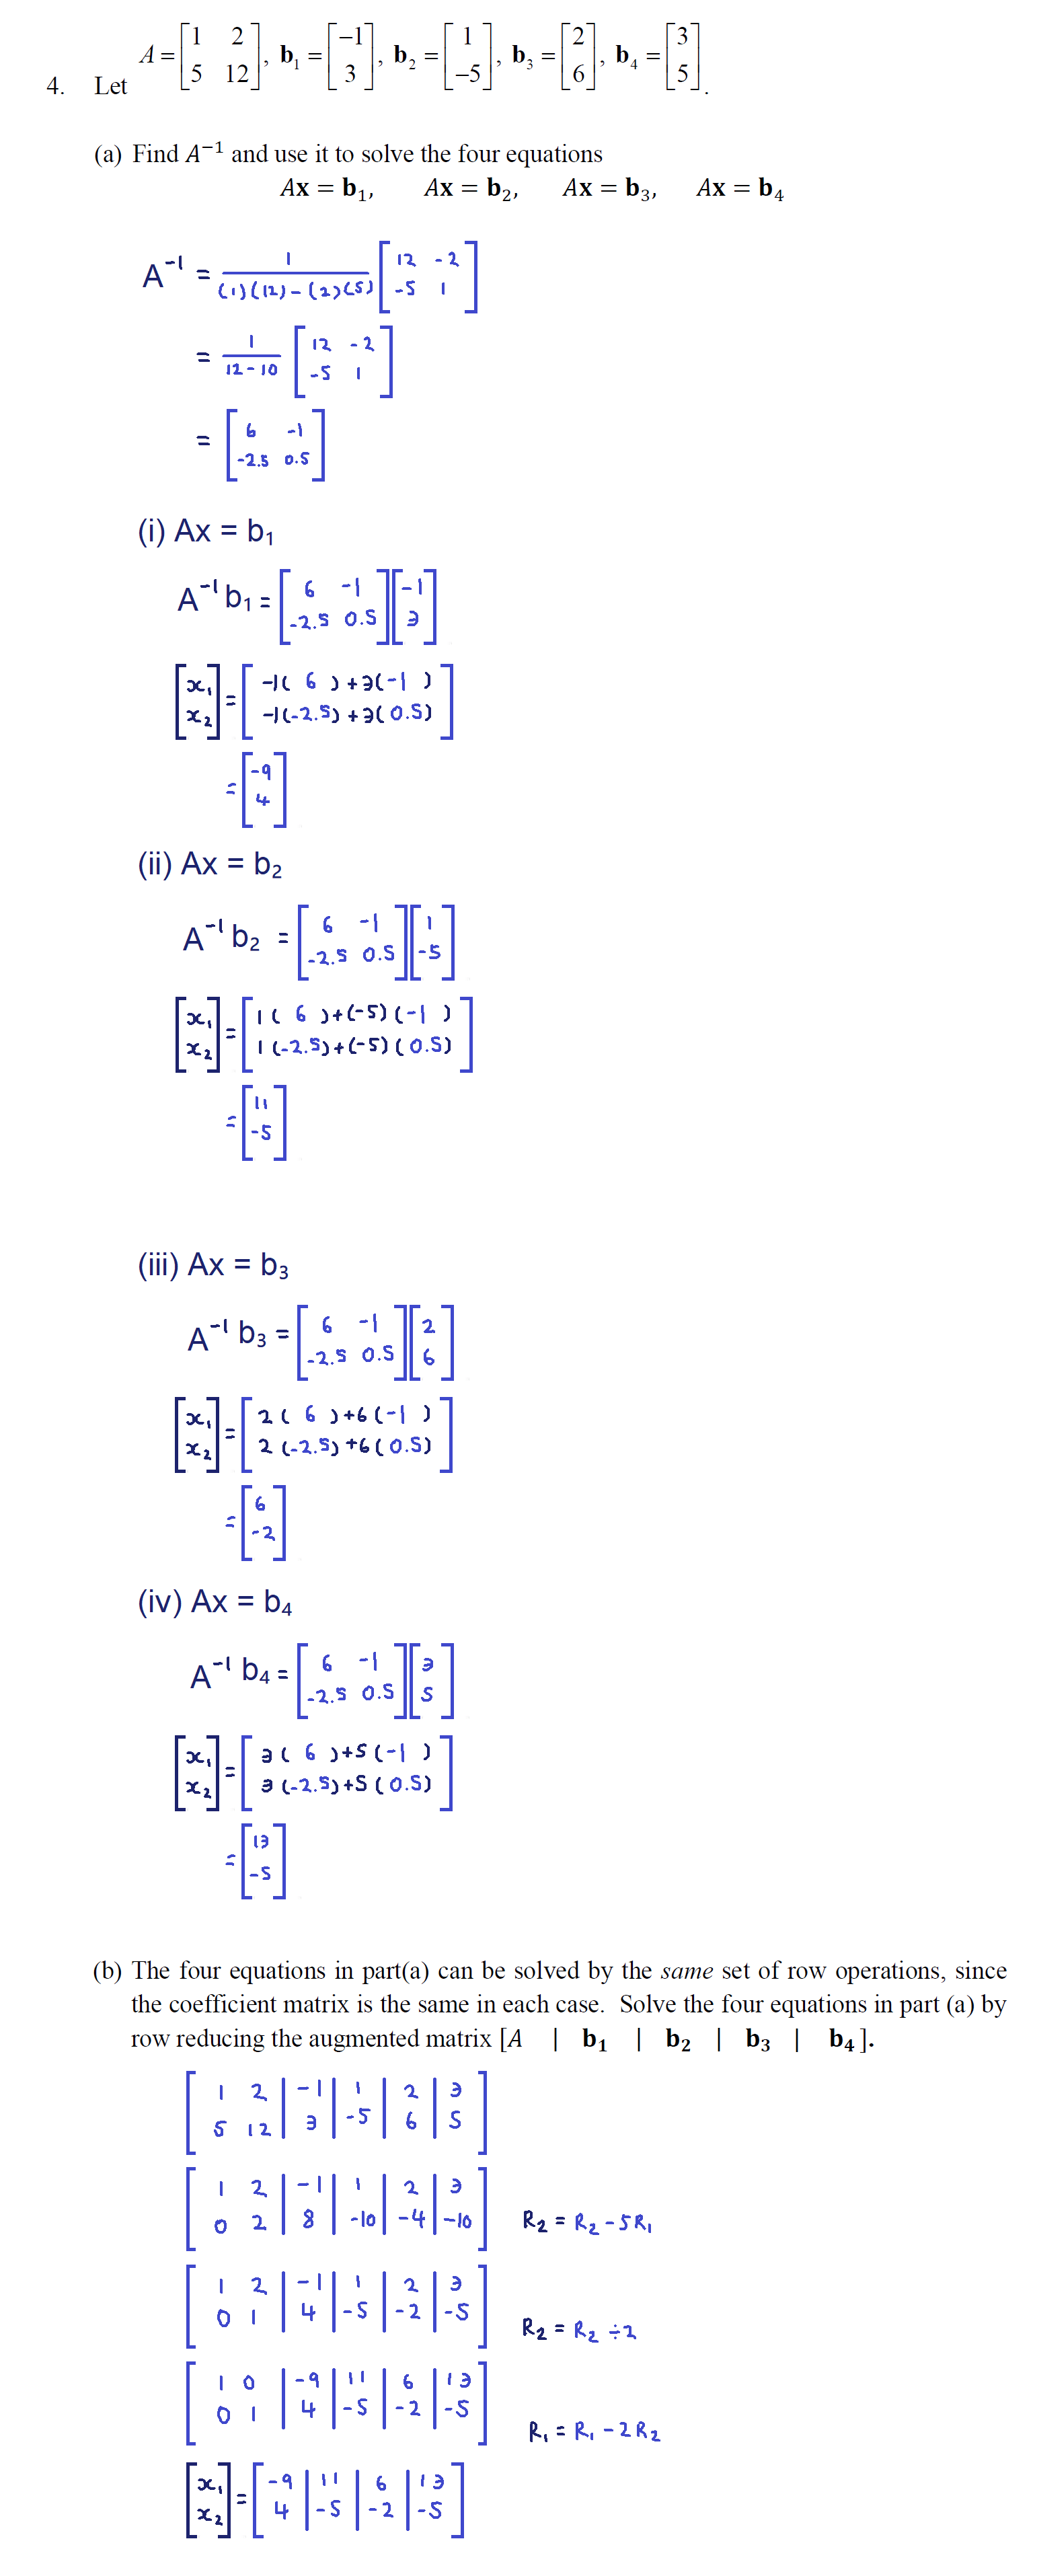 4. Let A = [1 2; 5 12], b₁ = [−1; 3], b₂ = [1; −5], b₃ = [2; 6], b₄ = [3; 5].
(a) Find A⁻¹ and use it to solve the four equations
Ax = b₁, Ax = b₂, Ax = b₃, Ax = b₄
A⁻¹ = 1/((1)(12)-(2)(5)) [12 -2; -5 1]
= 1/(12-10) [12 -2; -5 1]
= [6 -1; -2.5 0.5]
(i) Ax = b₁
A⁻¹b₁ = [6 -1; -2.5 0.5][-1; 3]
[x₁; x₂] = [-1(6)+3(-1); -1(-2.5)+3(0.5)]
= [-9; 4]
(ii) Ax = b₂
A⁻¹b₂ = [6 -1; -2.5 0.5][1; -5]
[x₁; x₂] = [1(6)+(-5)(-1); 1(-2.5)+(-5)(0.5)]
= [11; -5]
(iii) Ax = b₃
A⁻¹b₃ = [6 -1; -2.5 0.5][2; 6]
[x₁; x₂] = [2(6)+6(-1); 2(-2.5)+6(0.5)]
= [6; -2]
(iv) Ax = b₄
A⁻¹b₄ = [6 -1; -2.5 0.5][3; 5]
[x₁; x₂] = [3(6)+5(-1); 3(-2.5)+5(0.5)]
= [13; -5]
(b) The four equations in part(a) can be solved by the same set of row operations, since
the coefficient matrix is the same in each case. Solve the four equations in part (a) by
row reducing the augmented matrix [A | b₁ | b₂ | b₃ | b₄].
[1 2 | -1 | 1 | 2 | 3; 5 12 | 3 | -5 | 6 | 5]
[1 2 | -1 | 1 | 2 | 3; 0 2 | 8 | -10 | -4 | -10] R₂ = R₂ - 5R₁
[1 2 | -1 | 1 | 2 | 3; 0 1 | 4 | -5 | -2 | -5] R₂ = R₂ ÷ 2
[1 0 | -9 | 11 | 6 | 13; 0 1 | 4 | -5 | -2 | -5] R₁ = R₁ - 2R₂
[x₁; x₂] = [-9 | 11 | 6 | 13; 4 | -5 | -2 | -5]